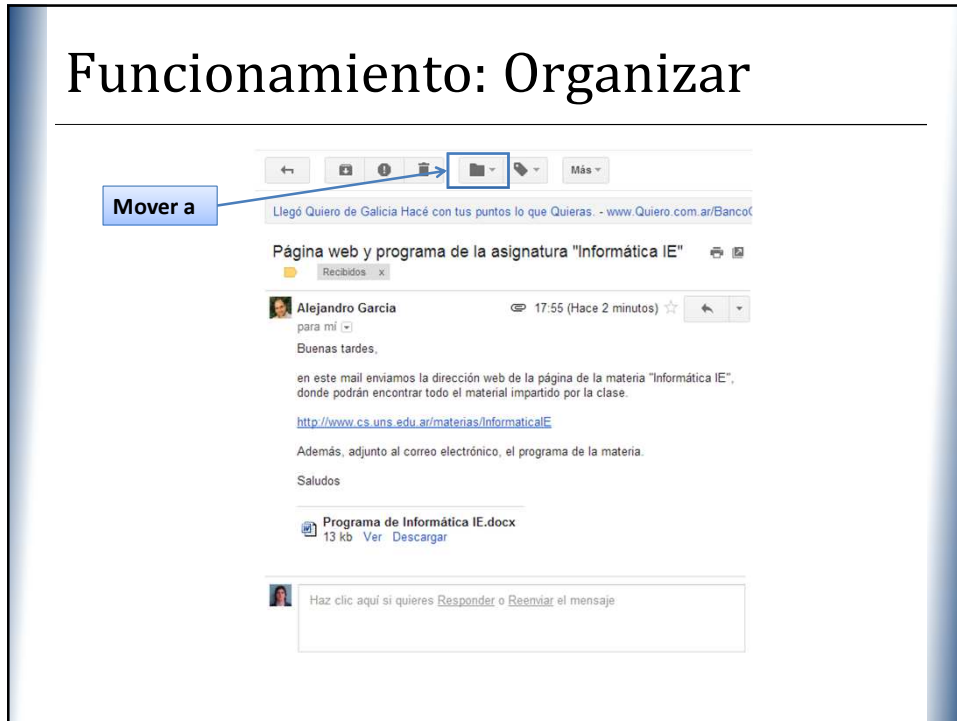 Funcionamiento: Organizar
Más
Mover a
Llegó Quiero de Galicia Hacé con tus puntos lo que Quieras. - www.Quiero.com.ar/Banco
Página web y programa de la asignatura "Informática IE"
Recibidos x
Alejandro Garcia 17:55 (Hace 2 minutos)
para mí
Buenas tardes,
en este mail enviamos la dirección web de la página de la materia "Informática IE",
donde podrán encontrar todo el material impartido por la clase.
http://www.cs.uns.edu.ar/materias/InformaticaIE
Además, adjunto al correo electrónico, el programa de la materia.
Saludos
Programa de Informática IE.docx
13 kb Ver Descargar
Haz clic aquí si quieres Responder o Reenviar el mensaje